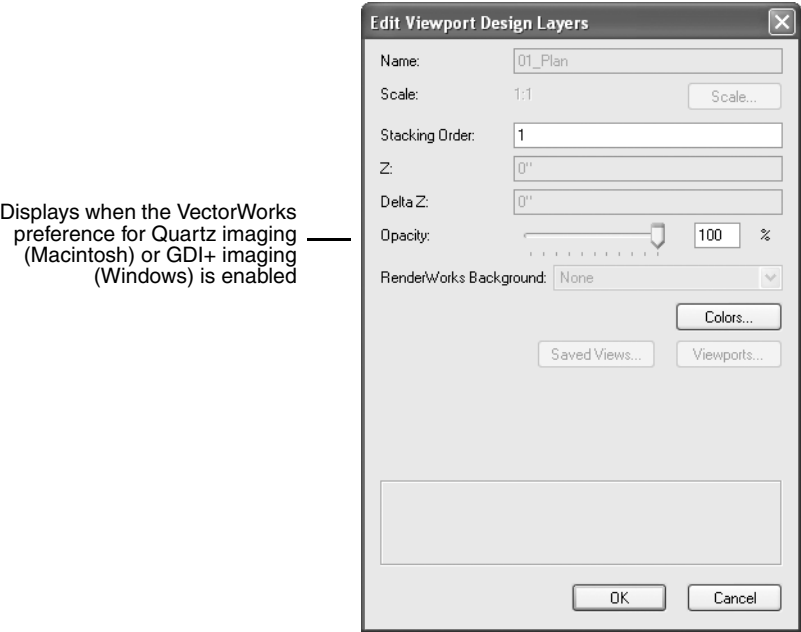 Edit Viewport Design Layers
Name: 01_Plan
Scale: 1:1 Scale...
Stacking Order: 1
Z: 0"
Delta Z: 0"
Displays when the VectorWorks
preference for Quartz imaging
(Macintosh) or GDI+ imaging
(Windows) is enabled
Opacity: 100 %
RenderWorks Background: None
Colors...
Saved Views... Viewports...
OK Cancel